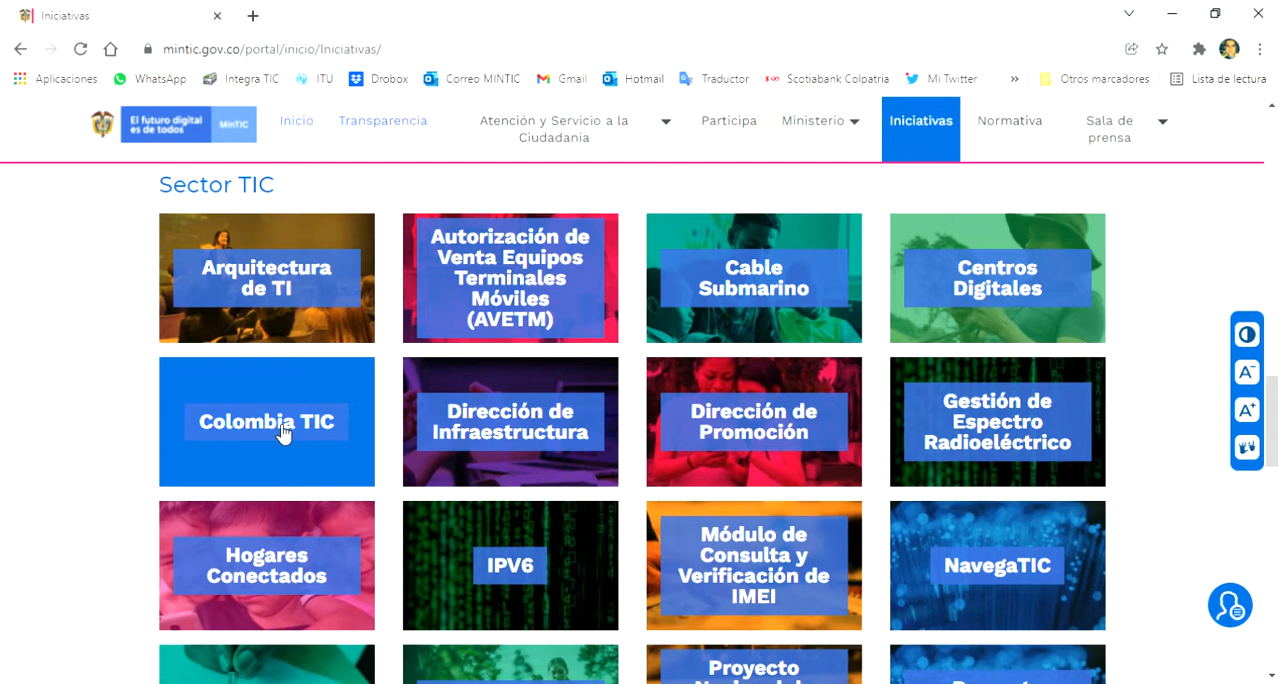 Iniciativas
mintic.gov.co/portal/inicio/Iniciativas/
Aplicaciones WhatsApp Integra TIC ITU Drobox Correo MINTIC Gmail Hotmail Traductor Scotiabank Colpatria Mi Twitter » Otros marcadores Lista de lectura
El futuro digital
es de todos
MinTIC
Inicio
Transparencia
Atención y Servicio a la
Ciudadanía
Participa
Ministerio
Iniciativas
Normativa
Sala de
prensa
Sector TIC
Arquitectura
de TI
Autorización de
Venta Equipos
Terminales
Móviles
(AVETM)
Cable
Submarino
Centros
Digitales
Colombia TIC
Dirección de
Infraestructura
Dirección de
Promoción
Gestión de
Espectro
Radioeléctrico
Hogares
Conectados
IPV6
Módulo de
Consulta y
Verificación de
IMEI
NavegaTIC
Proyecto
A-
A+